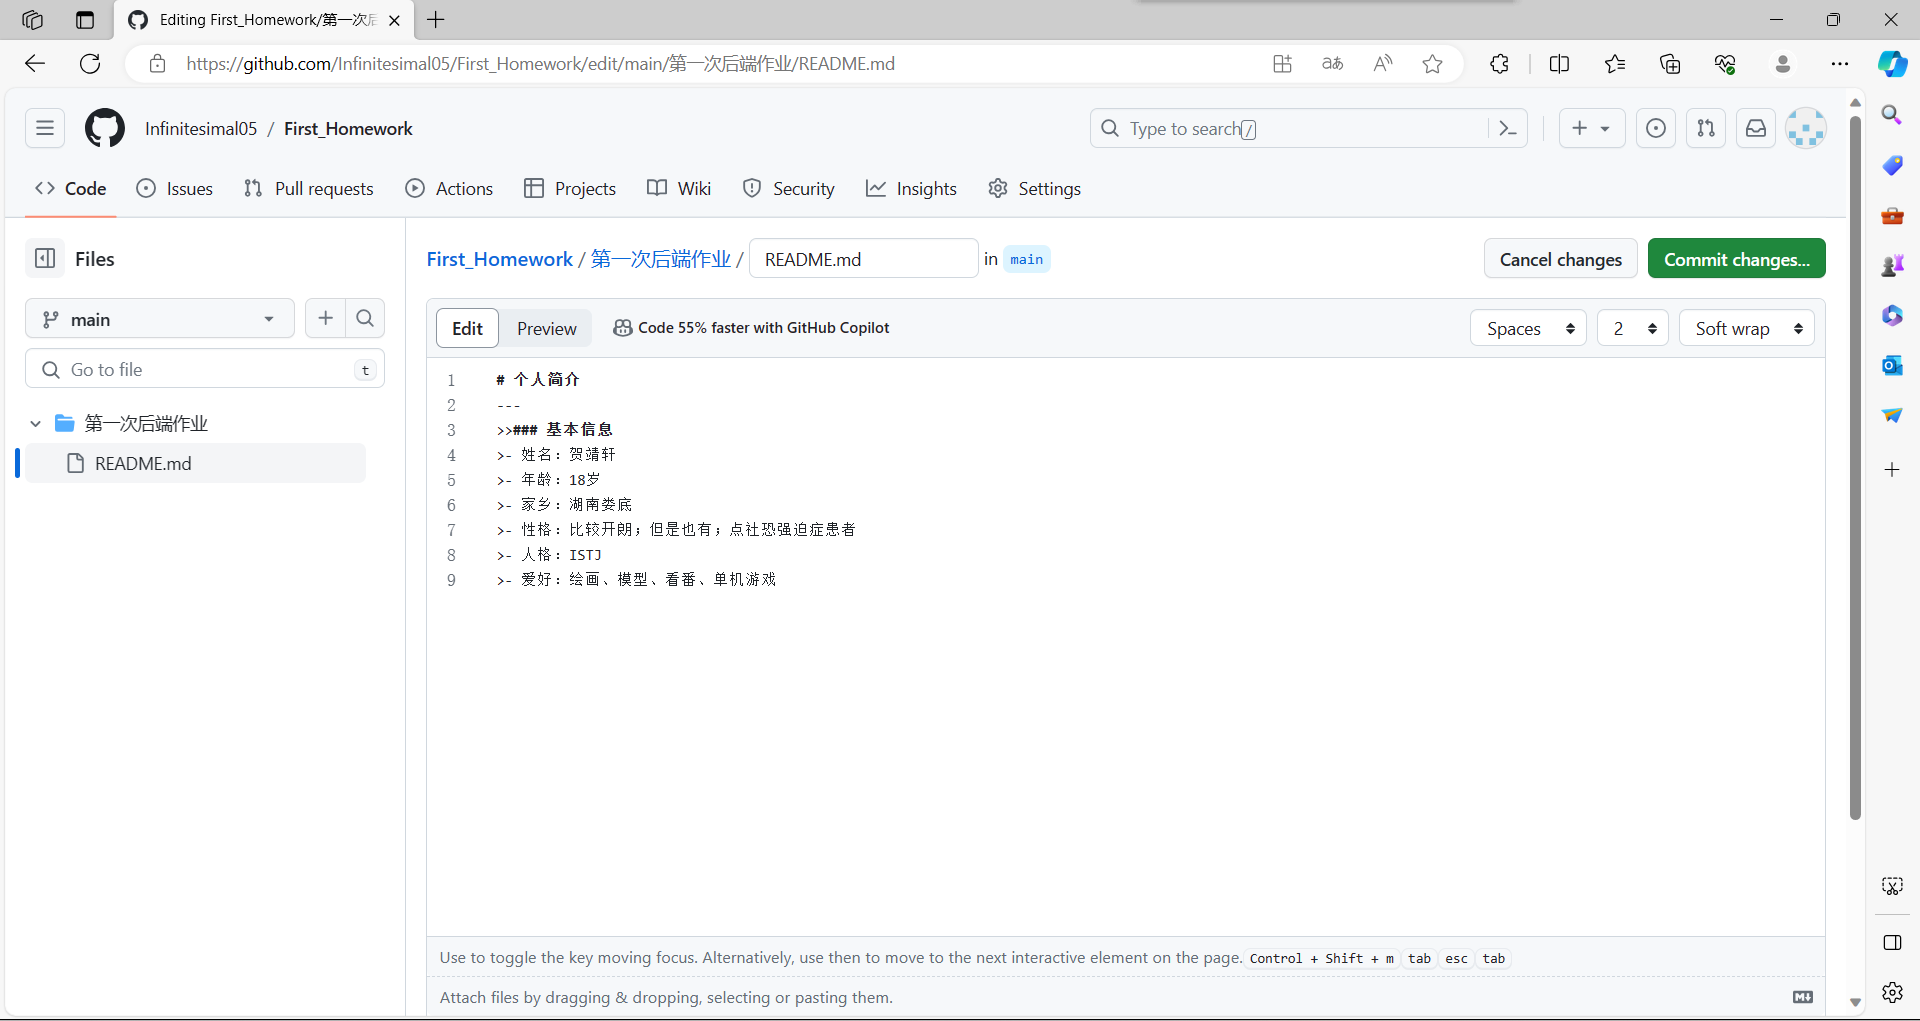 Editing First_Homework/第一次后
https://github.com/Infinitesimal05/First_Homework/edit/main/第一次后端作业/README.md
Infinitesimal05 / First_Homework
Type to search /
Code
Issues
Pull requests
Actions
Projects
Wiki
Security
Insights
Settings
Files
main
Go to file
t
第一次后端作业
README.md
First_Homework / 第一次后端作业 / README.md in main
Cancel changes
Commit changes...
Edit
Preview
Code 55% faster with GitHub Copilot
Spaces
2
Soft wrap
1 # 个人简介
2 ---
3 >>### 基本信息
4 >- 姓名：贺靖轩
5 >- 年龄：18岁
6 >- 家乡：湖南娄底
7 >- 性格：比较开朗；但是也有；点社恐强迫症患者
8 >- 人格：ISTJ
9 >- 爱好：绘画、模型、看番、单机游戏
Use to toggle the key moving focus. Alternatively, use then to move to the next interactive element on the page. Control + Shift + m tab esc tab
Attach files by dragging & dropping, selecting or pasting them.